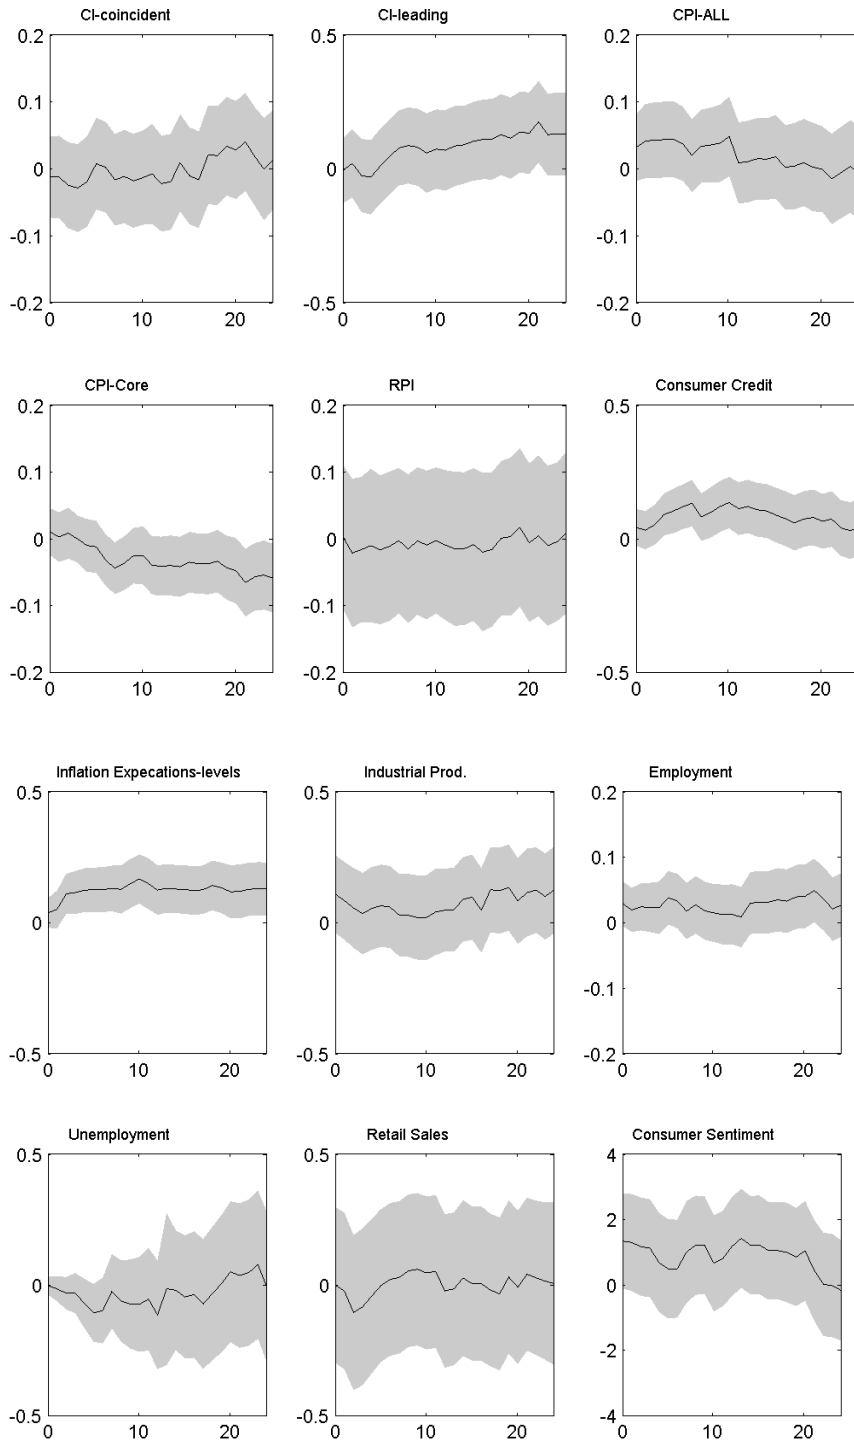 CI-coincident
0.2
0.1
0
-0.1
-0.2
0 10 20
CI-leading
0.5
0
-0.5
0 10 20
CPI-ALL
0.2
0.1
0
-0.1
-0.2
0 10 20
CPI-Core
0.2
0.1
0
-0.1
-0.2
0 10 20
RPI
0.2
0.1
0
-0.1
-0.2
0 10 20
Consumer Credit
0.5
0
-0.5
0 10 20
Inflation Expecations-levels
0.5
0
-0.5
0 10 20
Industrial Prod.
0.5
0
-0.5
0 10 20
Employment
0.2
0.1
0
-0.1
-0.2
0 10 20
Unemployment
0.5
0
-0.5
0 10 20
Retail Sales
0.5
0
-0.5
0 10 20
Consumer Sentiment
4
2
0
-2
-4
0 10 20